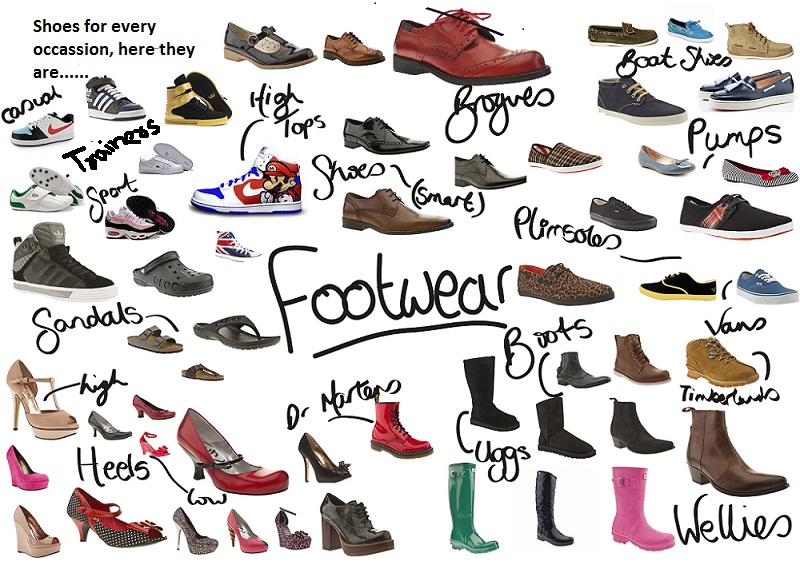 Shoes for every
occassion, here they
are......
Casual
Trainers
Sport
High
Tops
Brogues
Boat Shoes
Pumps
Shoes
(smart)
Plimsoles
Footwear
Sandals
Vans
Boots
Timberlands
high
Dr Martens
Uggs
Heels
Low
Wellies